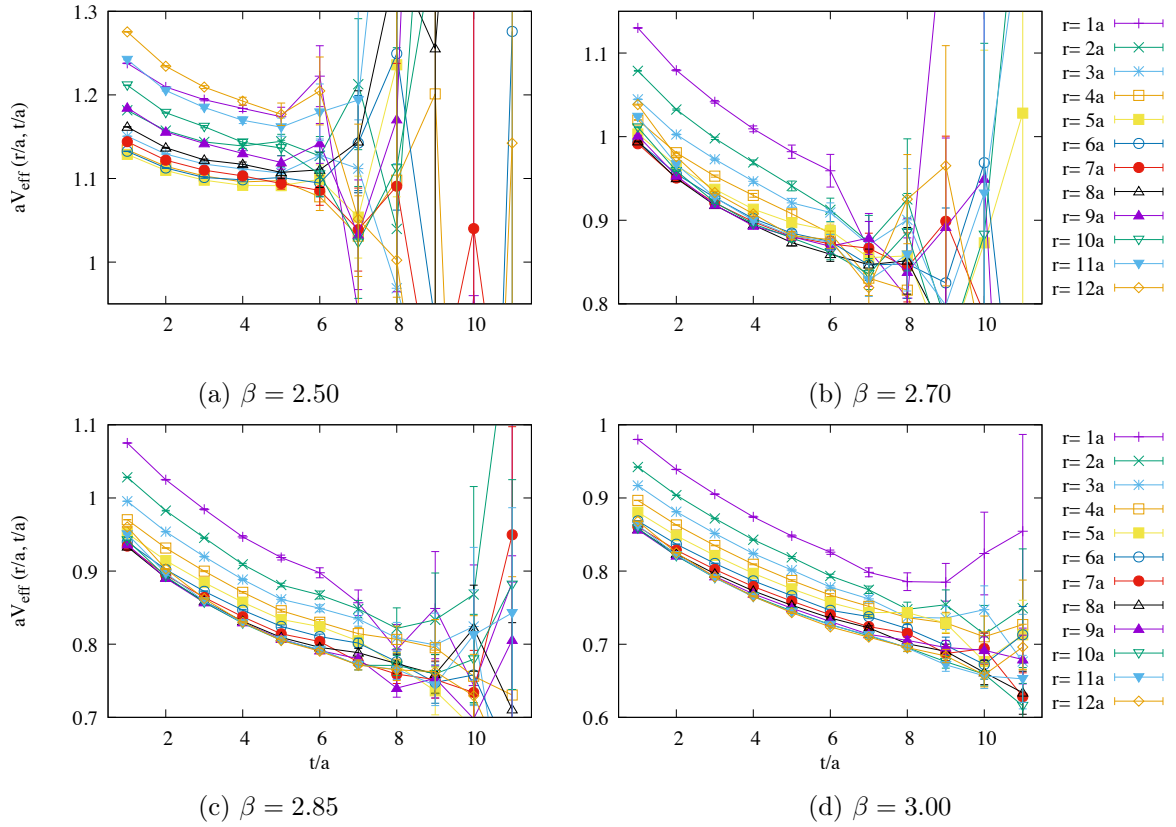 1.3
1.2
1.1
1
2 4 6 8 10
aV_eff (r/a, t/a)
(a) β = 2.50
1.1
1
0.9
0.8
2 4 6 8 10
(b) β = 2.70
r= 1a
r= 2a
r= 3a
r= 4a
r= 5a
r= 6a
r= 7a
r= 8a
r= 9a
r= 10a
r= 11a
r= 12a
1.1
1
0.9
0.8
0.7
2 4 6 8 10
aV_eff (r/a, t/a)
t/a
(c) β = 2.85
1
0.9
0.8
0.7
0.6
2 4 6 8 10
t/a
(d) β = 3.00
r= 1a
r= 2a
r= 3a
r= 4a
r= 5a
r= 6a
r= 7a
r= 8a
r= 9a
r= 10a
r= 11a
r= 12a